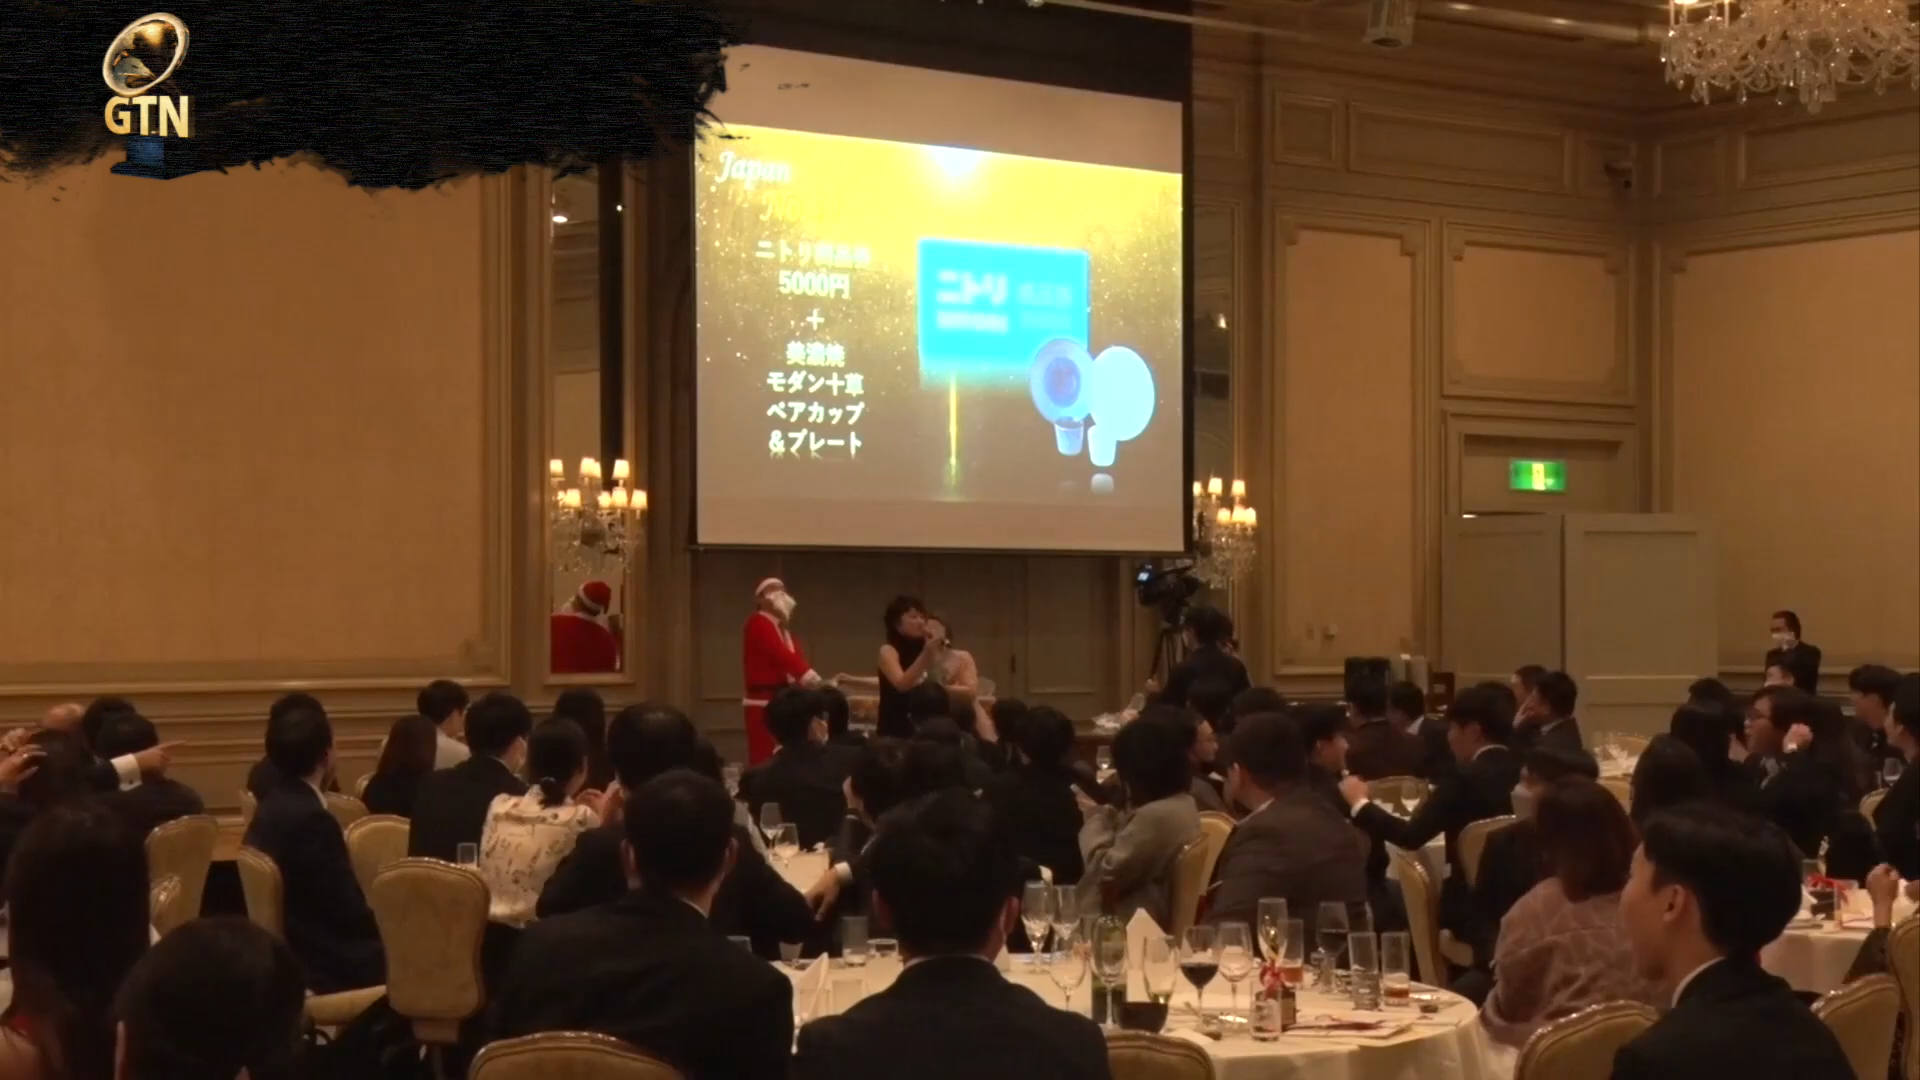 GTN
Japan
ニトリ商品券
5000円
+
美濃焼
モダン十草
ペアカップ
&プレート
ニトリ